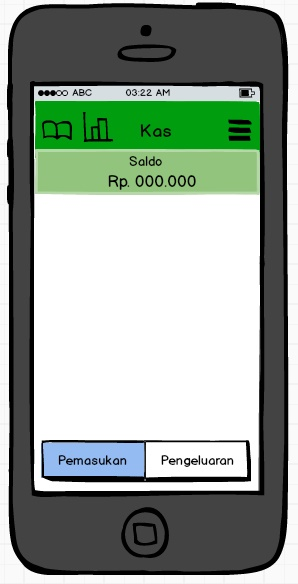 ABC 03:22 AM
Kas
Saldo
Rp. 000.000
Pemasukan Pengeluaran